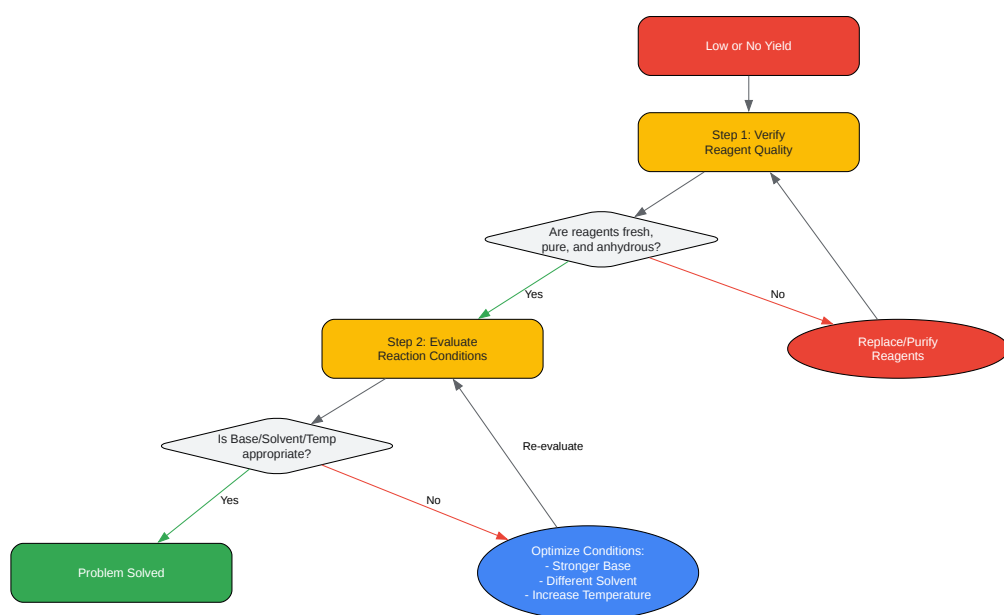 Low or No Yield
Step 1: Verify
Reagent Quality
Are reagents fresh,
pure, and anhydrous?
Yes
No
Step 2: Evaluate
Reaction Conditions
Replace/Purify
Reagents
Is Base/Solvent/Temp
appropriate?
Re-evaluate
Yes
No
Problem Solved
Optimize Conditions:
- Stronger Base
- Different Solvent
- Increase Temperature